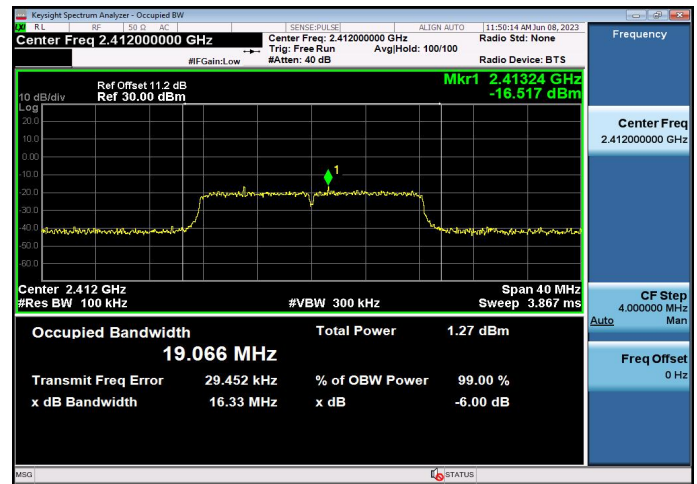 Keysight Spectrum Analyzer - Occupied BW
LXI RL RF 50 Ω AC SENSE:PULSE ALIGN AUTO 11:50:14 AM Jun 08, 2023
Center Freq 2.412000000 GHz
Center Freq: 2.412000000 GHz Radio Std: None
Trig: Free Run Avg|Hold: 100/100
#IFGain:Low #Atten: 40 dB Radio Device: BTS
Frequency
Mkr1 2.41324 GHz
-16.517 dBm
Ref Offset 11.2 dB
10 dB/div Ref 30.00 dBm
Log
20.0
10.0
0.00
-10.0
-20.0
-30.0
-40.0
-50.0
-60.0
1
Center 2.412 GHz Span 40 MHz
#Res BW 100 kHz #VBW 300 kHz Sweep 3.867 ms
Center Freq
2.412000000 GHz
CF Step
4.000000 MHz
Auto Man
Freq Offset
0 Hz
Occupied Bandwidth Total Power 1.27 dBm
19.066 MHz
Transmit Freq Error 29.452 kHz % of OBW Power 99.00 %
x dB Bandwidth 16.33 MHz x dB -6.00 dB
MSG STATUS